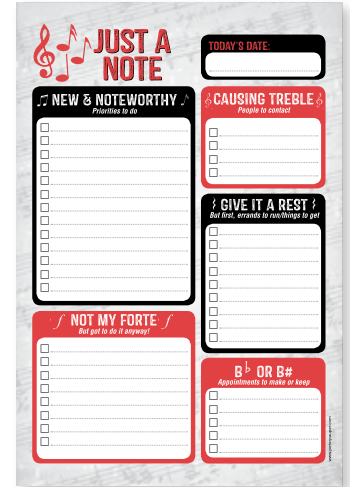 JUST A
NOTE
TODAY'S DATE:
NEW & NOTEWORTHY
Priorities to do
CAUSING TREBLE
People to contact
GIVE IT A REST
But first, errands to run/things to get
NOT MY FORTE
But got to do it anyway!
B♭ OR B#
Appointments to make or keep